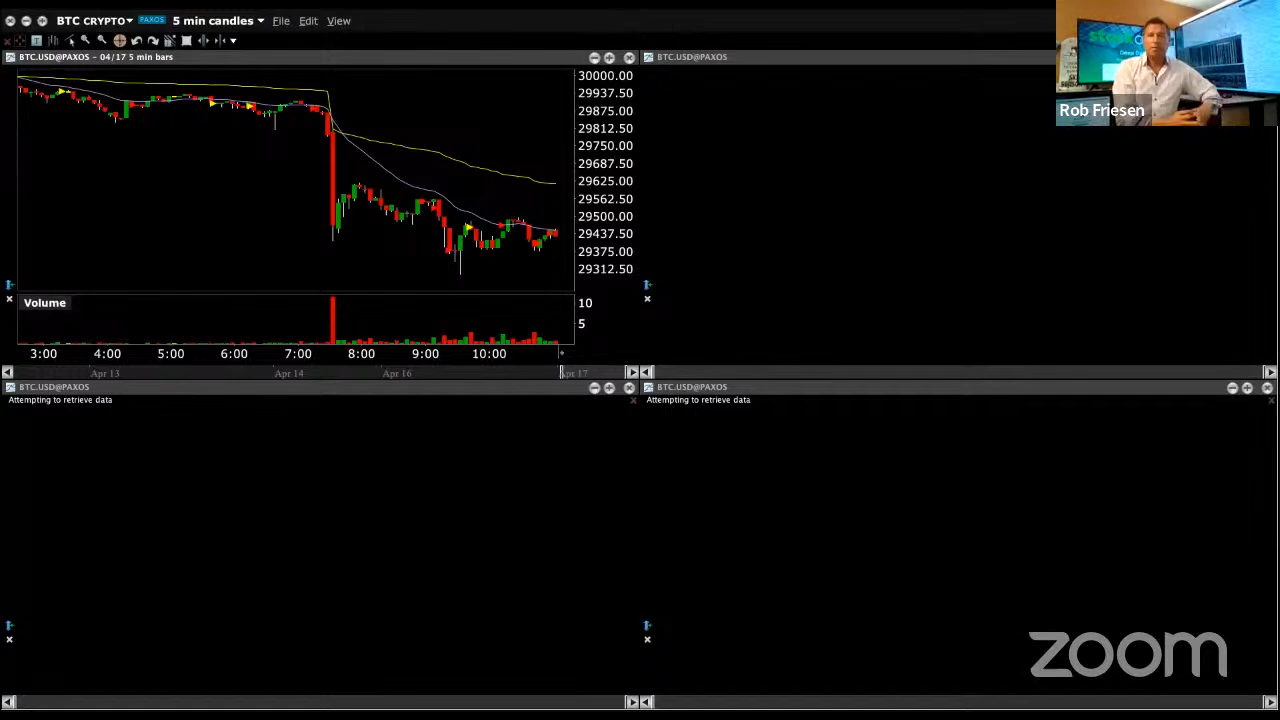 BTC CRYPTO PAXOS 5 min candles File Edit View
BTC.USD@PAXOS - 04/17 5 min bars
30000.00
29937.50
29875.00
29812.50
29750.00
29687.50
29625.00
29562.50
29500.00
29437.50
29375.00
29312.50
Volume
10
5
3:00 4:00 5:00 6:00 7:00 8:00 9:00 10:00
Apr 13 Apr 14 Apr 16 Apr 17
BTC.USD@PAXOS
Rob Friesen
BTC.USD@PAXOS
Attempting to retrieve data
BTC.USD@PAXOS
Attempting to retrieve data
zoom